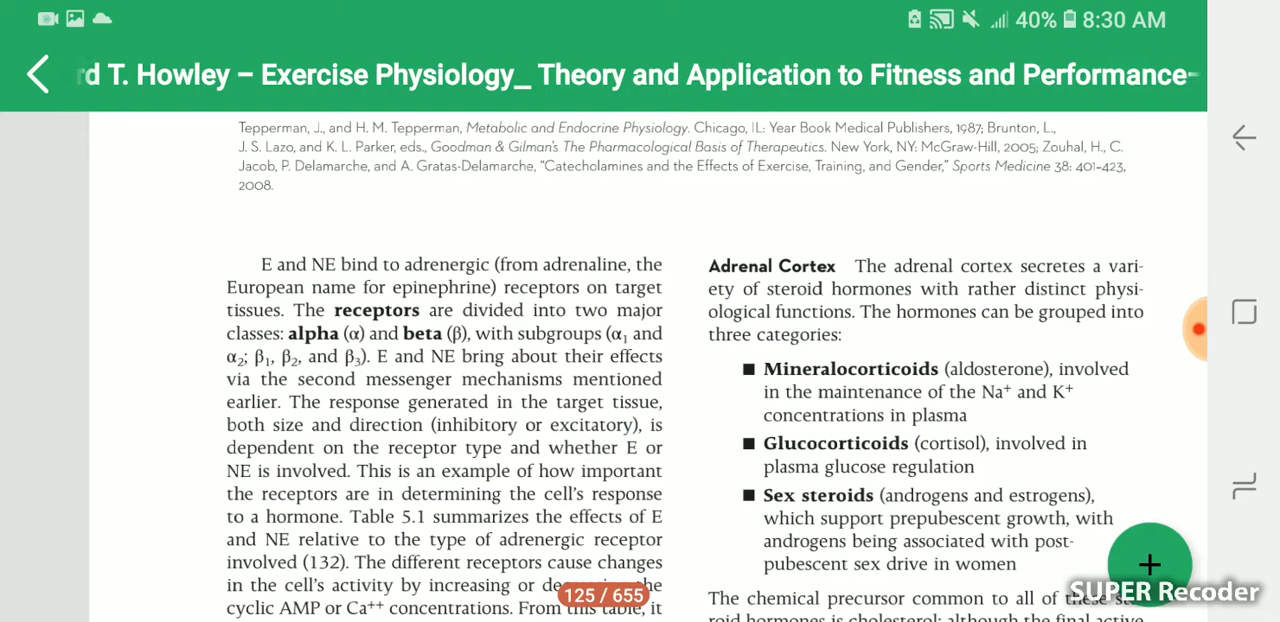 40% 8:30 AM
rd T. Howley – Exercise Physiology_ Theory and Application to Fitness and Performance-
Tepperman, J., and H. M. Tepperman, Metabolic and Endocrine Physiology. Chicago, IL: Year Book Medical Publishers, 1987; Brunton, L.,
J. S. Lazo, and K. L. Parker, eds., Goodman & Gilman's The Pharmacological Basis of Therapeutics. New York, NY: McGraw-Hill, 2005; Zouhal, H., C.
Jacob, P. Delamarche, and A. Gratas-Delamarche, "Catecholamines and the Effects of Exercise, Training, and Gender," Sports Medicine 38: 401–423,
2008.
E and NE bind to adrenergic (from adrenaline, the
European name for epinephrine) receptors on target
tissues. The receptors are divided into two major
classes: alpha (α) and beta (β), with subgroups (α₁ and
α₂; β₁, β₂, and β₃). E and NE bring about their effects
via the second messenger mechanisms mentioned
earlier. The response generated in the target tissue,
both size and direction (inhibitory or excitatory), is
dependent on the receptor type and whether E or
NE is involved. This is an example of how important
the receptors are in determining the cell's response
to a hormone. Table 5.1 summarizes the effects of E
and NE relative to the type of adrenergic receptor
involved (132). The different receptors cause changes
in the cell's activity by increasing or the
cyclic AMP or Ca⁺⁺ concentrations. From this table, it
Adrenal Cortex The adrenal cortex secretes a vari-
ety of steroid hormones with rather distinct physi-
ological functions. The hormones can be grouped into
three categories:
■ Mineralocorticoids (aldosterone), involved
in the maintenance of the Na⁺ and K⁺
concentrations in plasma
■ Glucocorticoids (cortisol), involved in
plasma glucose regulation
■ Sex steroids (androgens and estrogens),
which support prepubescent growth, with
androgens being associated with post-
pubescent sex drive in women
The chemical precursor common to all of these ste-
roid hormones is cholesterol; although the final active
125 / 655
SUPER Recoder